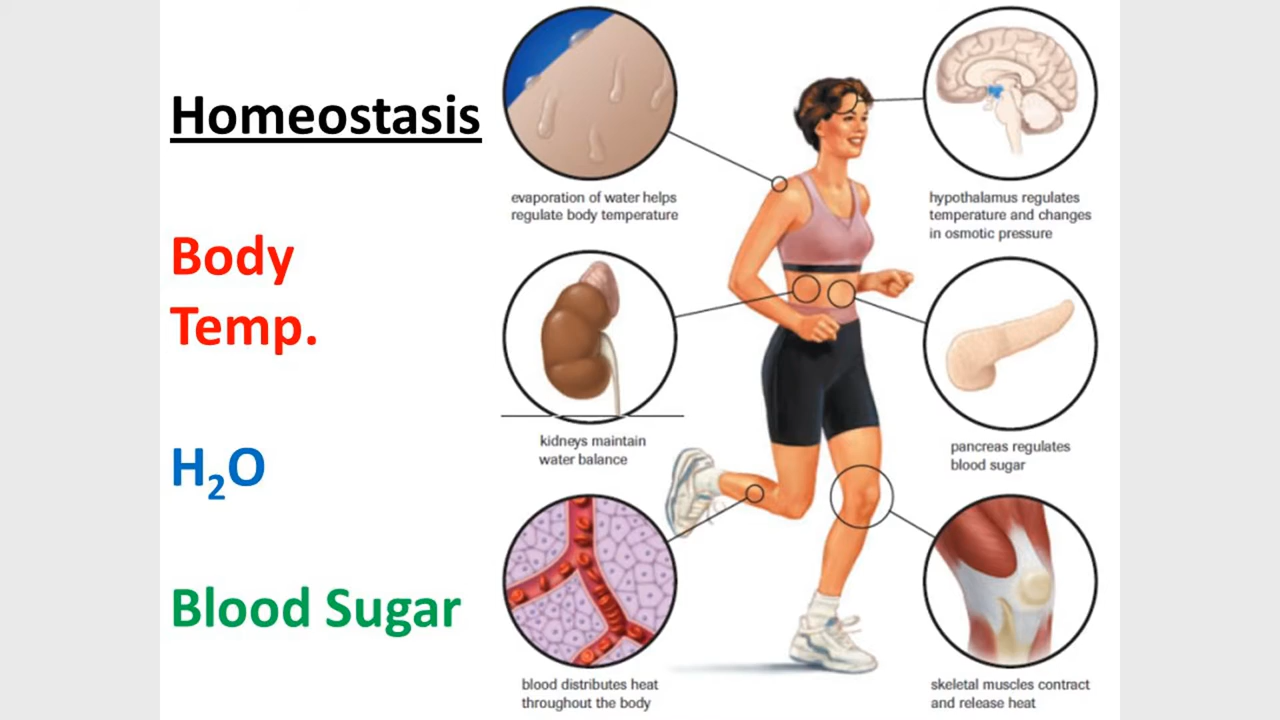 Homeostasis
Body
Temp.
H₂O
Blood Sugar
evaporation of water helps
regulate body temperature
hypothalamus regulates
temperature and changes
in osmotic pressure
kidneys maintain
water balance
pancreas regulates
blood sugar
blood distributes heat
throughout the body
skeletal muscles contract
and release heat